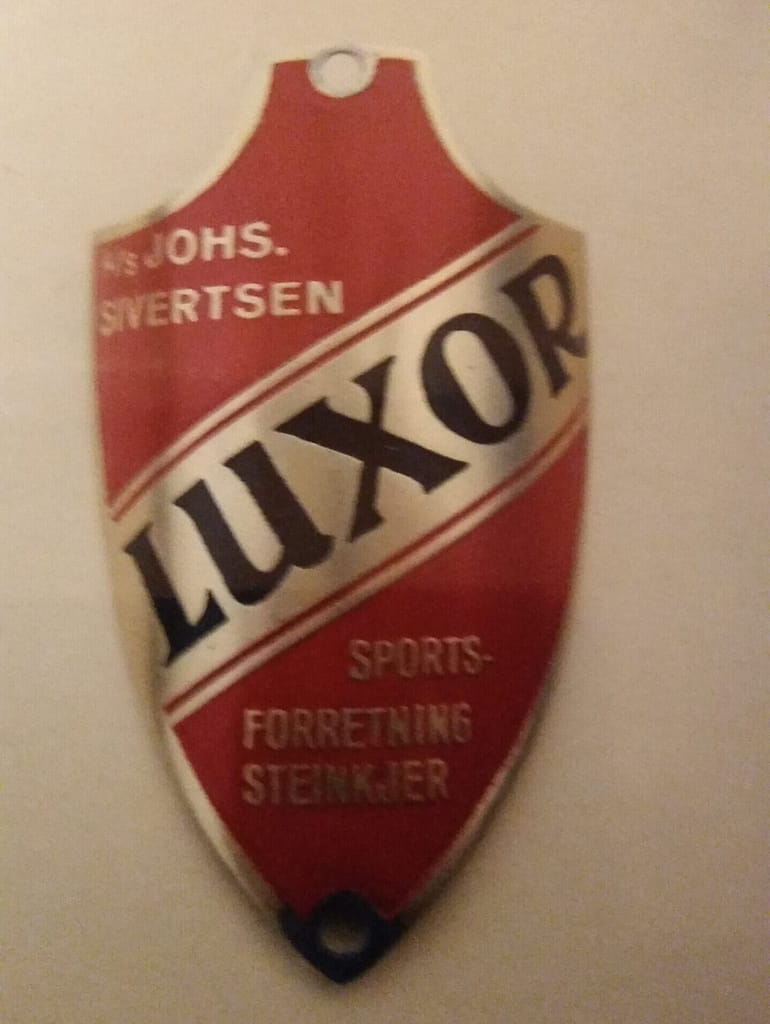 A/S JOHS.
SIVERTSEN
LUXOR
SPORTS-
FORRETNING
STEINKJER